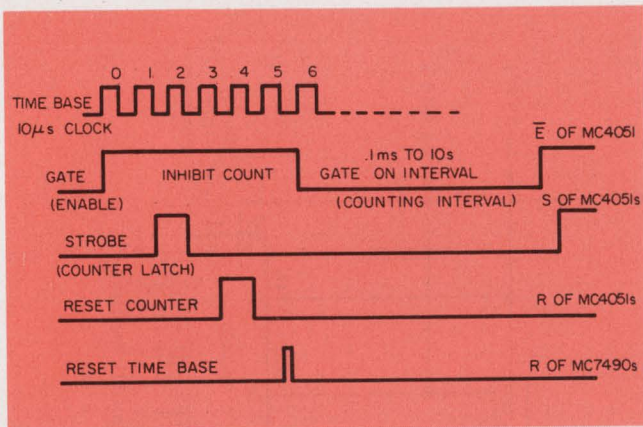 0 1 2 3 4 5 6
TIME BASE
10μs CLOCK
.1ms TO 10s
E̅ OF MC4051
GATE
INHIBIT COUNT
GATE ON INTERVAL
(ENABLE)
(COUNTING INTERVAL)
S OF MC4051s
STROBE
(COUNTER LATCH)
RESET COUNTER
R OF MC4051s
RESET TIME BASE
R OF MC7490s